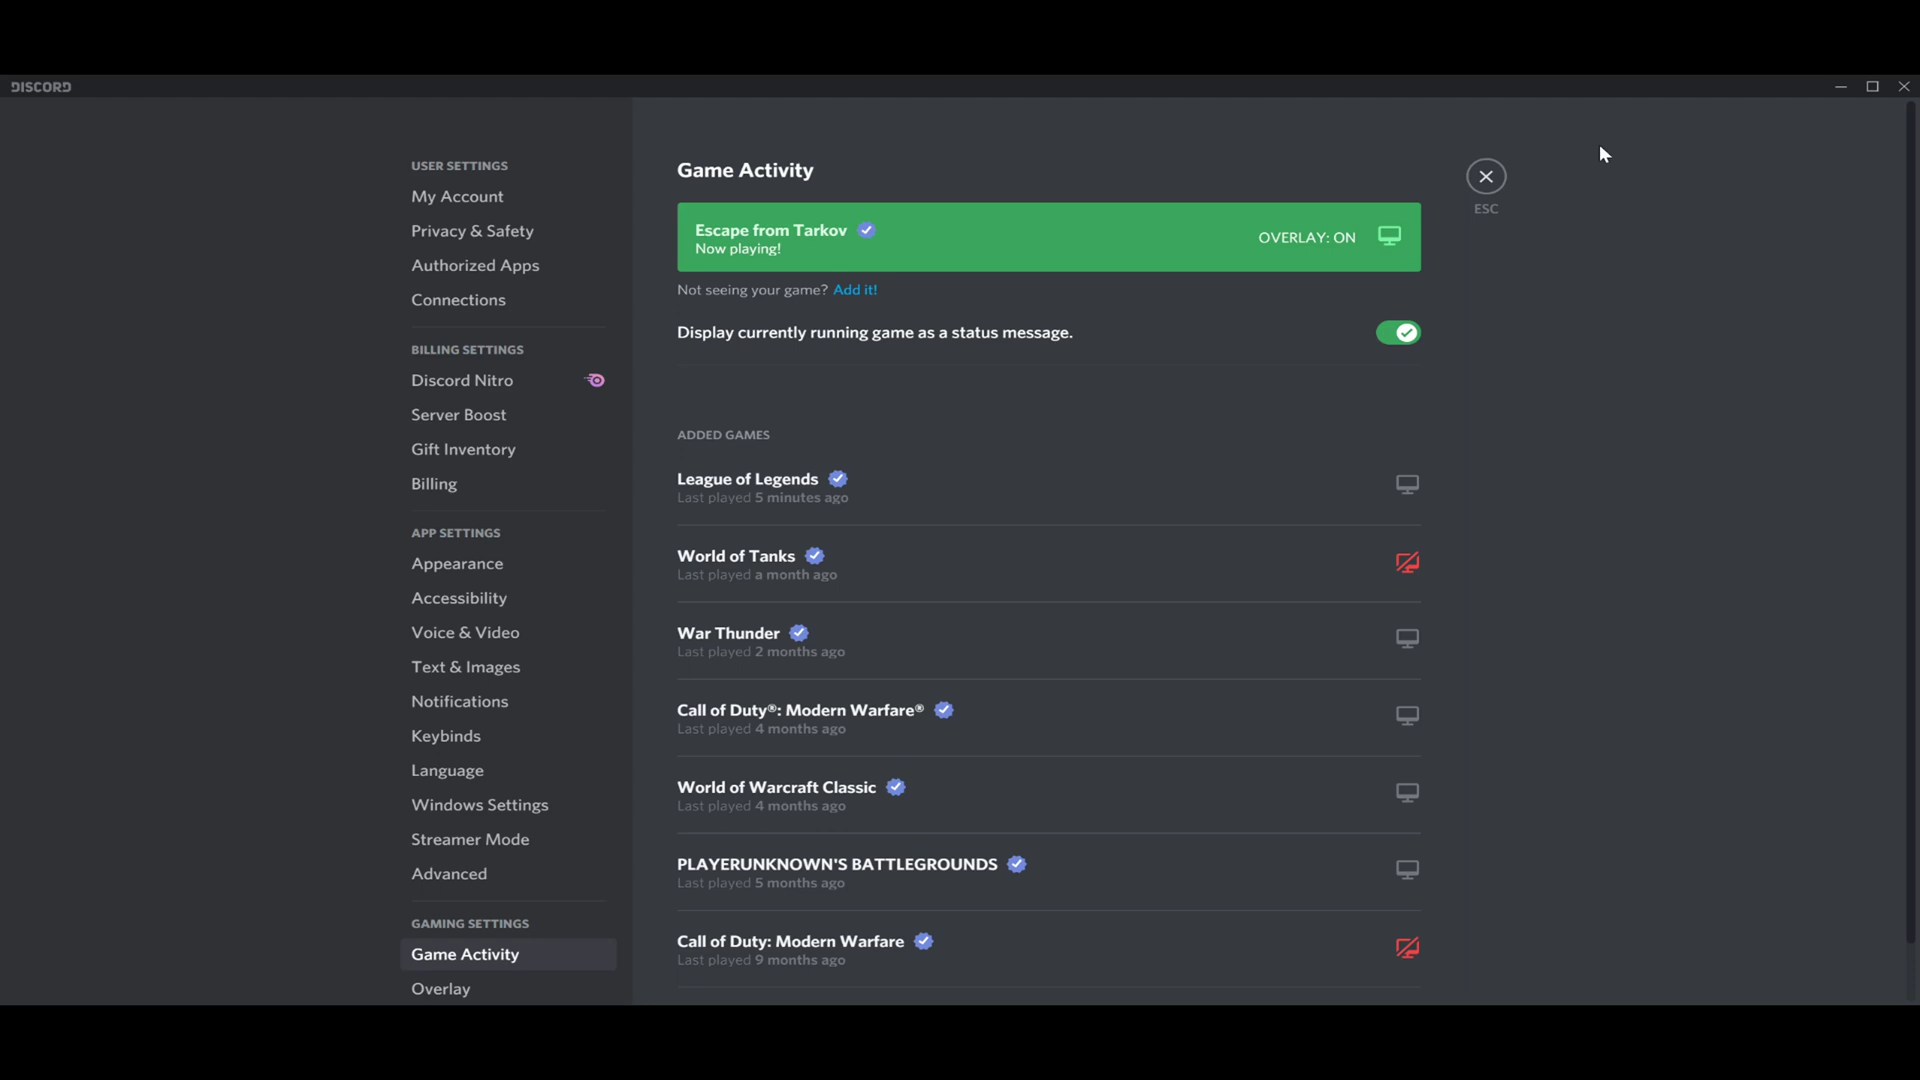 DISCORD
USER SETTINGS
My Account
Privacy & Safety
Authorized Apps
Connections
BILLING SETTINGS
Discord Nitro
Server Boost
Gift Inventory
Billing
APP SETTINGS
Appearance
Accessibility
Voice & Video
Text & Images
Notifications
Keybinds
Language
Windows Settings
Streamer Mode
Advanced
GAMING SETTINGS
Game Activity
Overlay
Game Activity
Escape from Tarkov
Now playing!
OVERLAY: ON
Not seeing your game? Add it!
Display currently running game as a status message.
ADDED GAMES
League of Legends
Last played 5 minutes ago
World of Tanks
Last played a month ago
War Thunder
Last played 2 months ago
Call of Duty®: Modern Warfare®
Last played 4 months ago
World of Warcraft Classic
Last played 4 months ago
PLAYERUNKNOWN'S BATTLEGROUNDS
Last played 5 months ago
Call of Duty: Modern Warfare
Last played 9 months ago
ESC